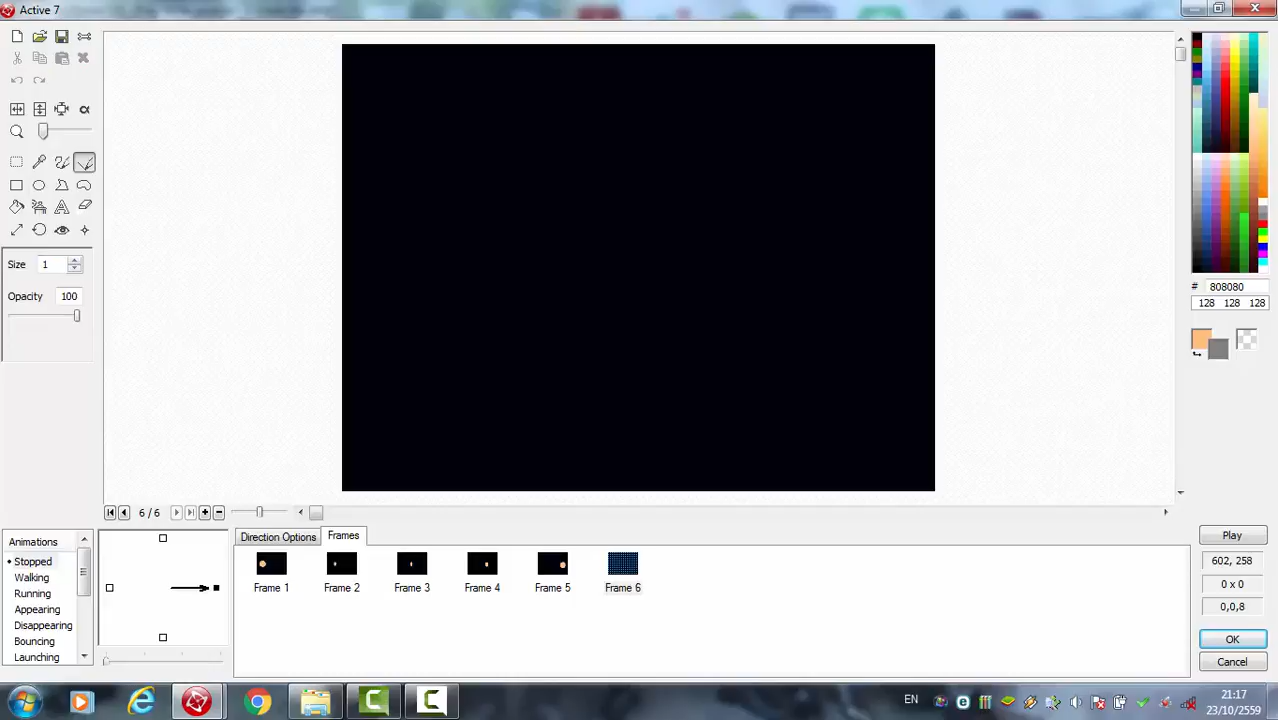 Active 7
Size 1
Opacity 100
# 808080
128 128 128
6 / 6
Animations
Stopped
Walking
Running
Appearing
Disappearing
Bouncing
Launching
Direction Options
Frames
Frame 1
Frame 2
Frame 3
Frame 4
Frame 5
Frame 6
Play
602, 258
0 x 0
0,0,8
OK
Cancel
EN
21:17
23/10/2559